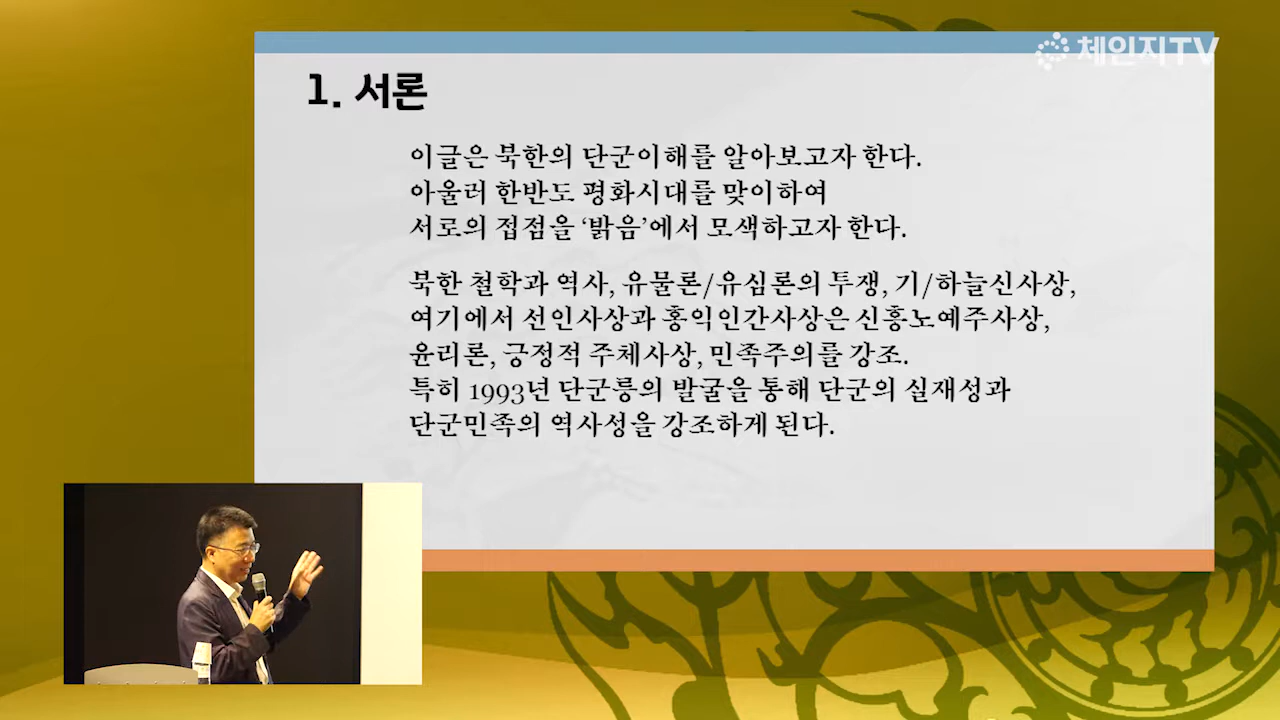 체인지TV
1. 서론
이글은 북한의 단군이해를 알아보고자 한다.
아울러 한반도 평화시대를 맞이하여
서로의 접점을 ‘밝음’에서 모색하고자 한다.
북한 철학과 역사, 유물론/유심론의 투쟁, 기/하늘신사상,
여기에서 선인사상과 홍익인간사상은 신흥노예주사상,
윤리론, 긍정적 주체사상, 민족주의를 강조.
특히 1993년 단군릉의 발굴을 통해 단군의 실재성과
단군민족의 역사성을 강조하게 된다.